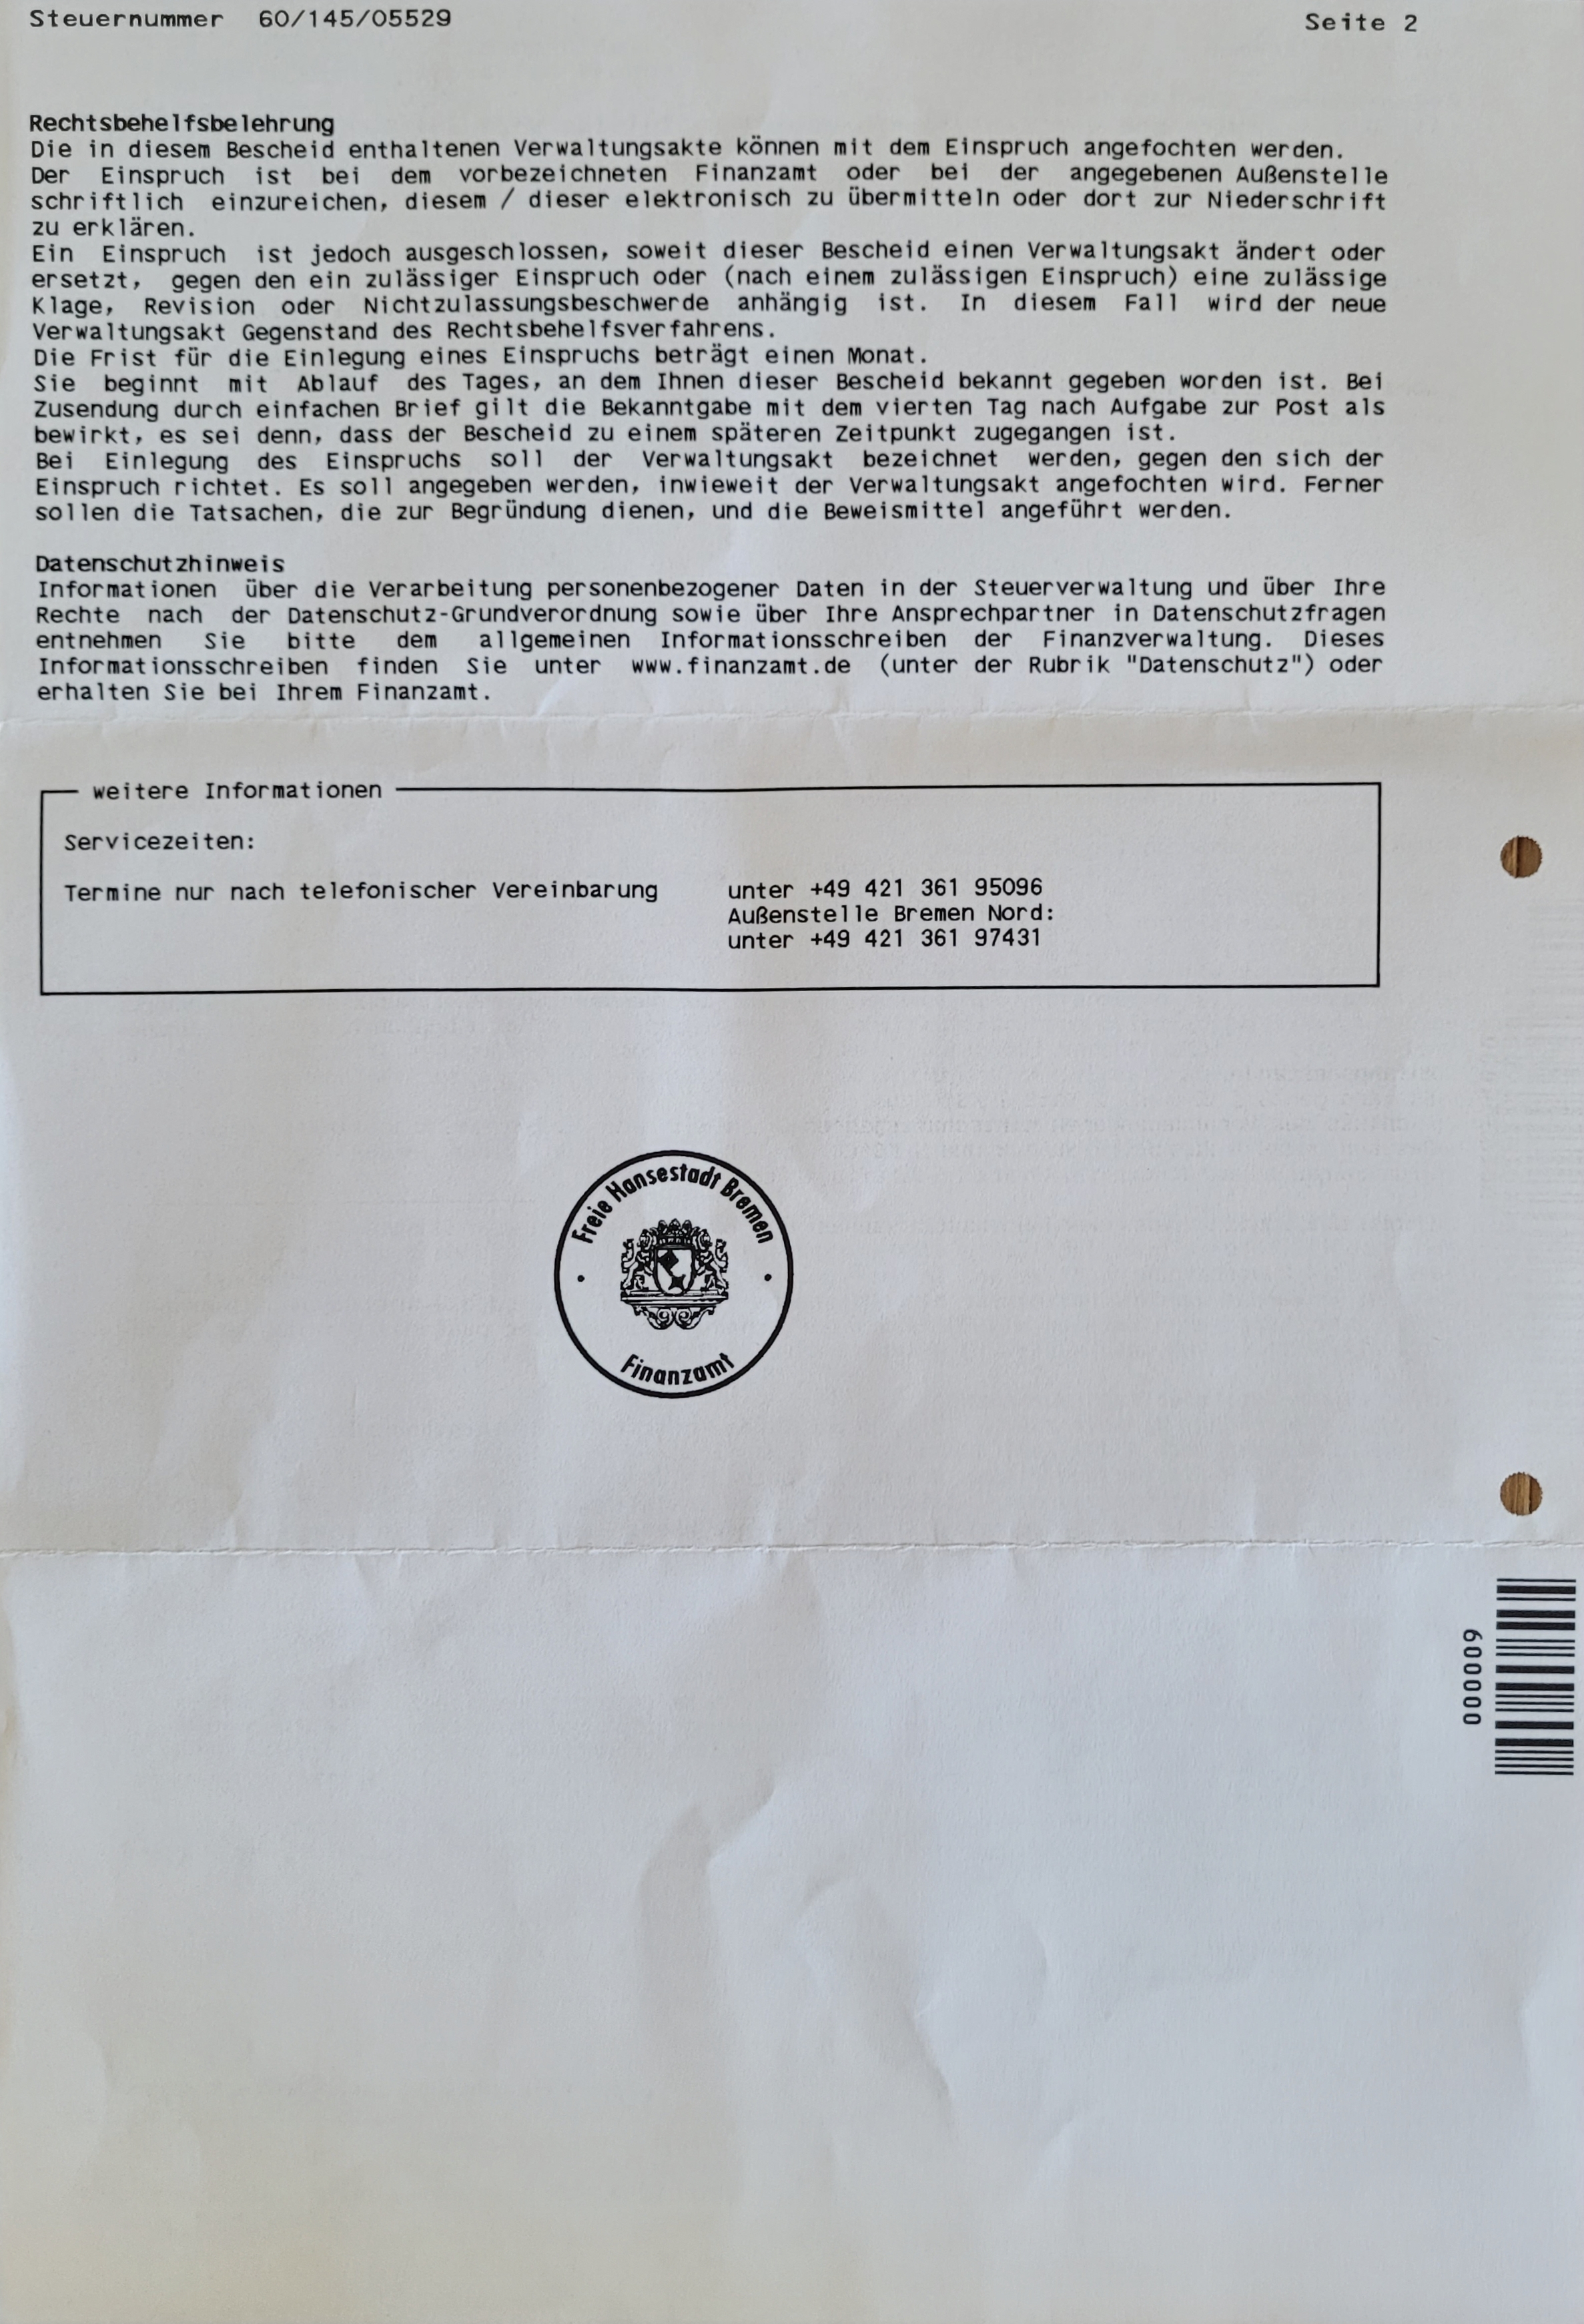 Steuernummer 60/145/05529
Seite 2
Rechtsbehelfsbelehrung
Die in diesem Bescheid enthaltenen Verwaltungsakte können mit dem Einspruch angefochten werden.
Der Einspruch ist bei dem vorbezeichneten Finanzamt oder bei der angegebenen Außenstelle
schriftlich einzureichen, diesem / dieser elektronisch zu übermitteln oder dort zur Niederschrift
zu erklären.
Ein Einspruch ist jedoch ausgeschlossen, soweit dieser Bescheid einen Verwaltungsakt ändert oder
ersetzt, gegen den ein zulässiger Einspruch oder (nach einem zulässigen Einspruch) eine zulässige
Klage, Revision oder Nichtzulassungsbeschwerde anhängig ist. In diesem Fall wird der neue
Verwaltungsakt Gegenstand des Rechtsbehelfsverfahrens.
Die Frist für die Einlegung eines Einspruchs beträgt einen Monat.
Sie beginnt mit Ablauf des Tages, an dem Ihnen dieser Bescheid bekannt gegeben worden ist. Bei
Zusendung durch einfachen Brief gilt die Bekanntgabe mit dem vierten Tag nach Aufgabe zur Post als
bewirkt, es sei denn, dass der Bescheid zu einem späteren Zeitpunkt zugegangen ist.
Bei Einlegung des Einspruchs soll der Verwaltungsakt bezeichnet werden, gegen den sich der
Einspruch richtet. Es soll angegeben werden, inwieweit der Verwaltungsakt angefochten wird. Ferner
sollen die Tatsachen, die zur Begründung dienen, und die Beweismittel angeführt werden.
Datenschutzhinweis
Informationen über die Verarbeitung personenbezogener Daten in der Steuerverwaltung und über Ihre
Rechte nach der Datenschutz-Grundverordnung sowie über Ihre Ansprechpartner in Datenschutzfragen
entnehmen Sie bitte dem allgemeinen Informationsschreiben der Finanzverwaltung. Dieses
Informationsschreiben finden Sie unter www.finanzamt.de (unter der Rubrik "Datenschutz") oder
erhalten Sie bei Ihrem Finanzamt.
weitere Informationen
Servicezeiten:
Termine nur nach telefonischer Vereinbarung unter +49 421 361 95096
Außenstelle Bremen Nord:
unter +49 421 361 97431
Freie Hansestadt Bremen
Finanzamt
000009